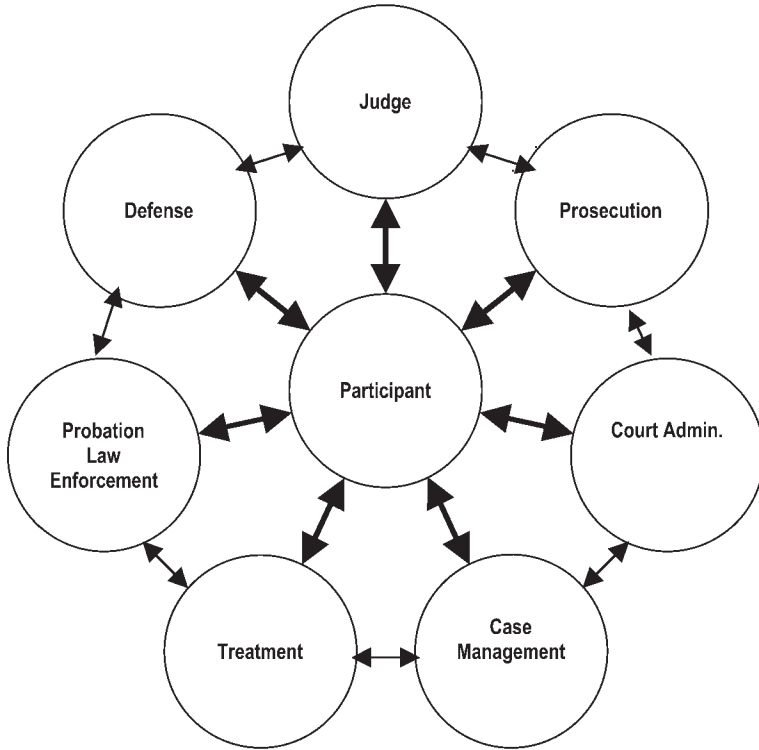 Judge
Defense
Prosecution
Participant
Probation
Law
Enforcement
Court Admin.
Treatment
Case
Management